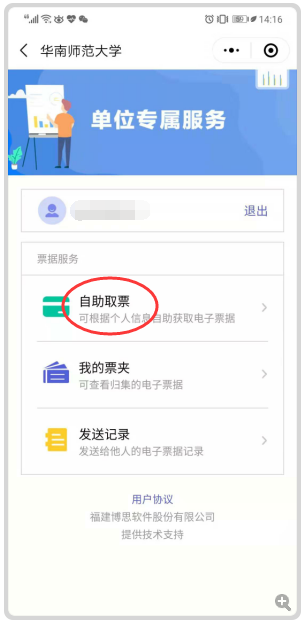 14:16
华南师范大学
单位专属服务
退出
票据服务
自助取票
可根据个人信息自助获取电子票据
我的票夹
可查看归集的电子票据
发送记录
发送给他人的电子票据记录
用户协议
福建博思软件股份有限公司
提供技术支持